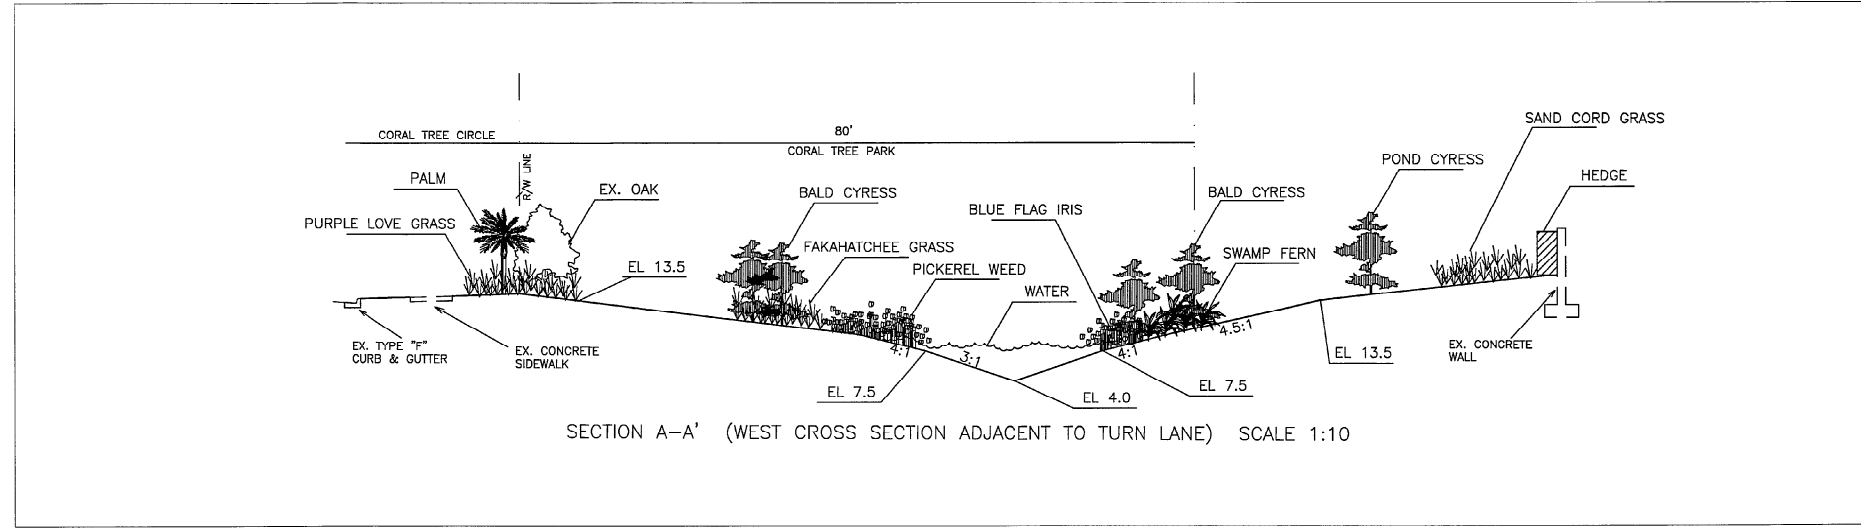 SAND CORD GRASS
CORAL TREE CIRCLE
80'
CORAL TREE PARK
R/W LINE
POND CYRESS
PALM
EX. OAK
BALD CYRESS
BALD CYRESS
HEDGE
PURPLE LOVE GRASS
BLUE FLAG IRIS
FAKAHATCHEE GRASS
SWAMP FERN
EL 13.5
PICKEREL WEED
WATER
4:1
3:1
4:1
4.5:1
EX. TYPE "F"
CURB & GUTTER
EX. CONCRETE
SIDEWALK
EL 13.5
EX. CONCRETE
WALL
EL 7.5
EL 4.0
EL 7.5
SECTION A-A' (WEST CROSS SECTION ADJACENT TO TURN LANE) SCALE 1:10